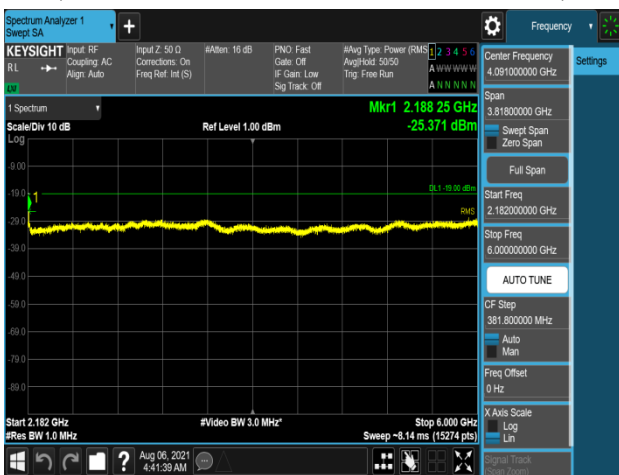 Spectrum Analyzer 1
Swept SA
Frequency
KEYSIGHT
RL
LW
Input: RF
Coupling: AC
Align: Auto
Input Z: 50 Ω
Corrections: On
Freq Ref: Int (S)
#Atten: 16 dB
PNO: Fast
Gate: Off
IF Gain: Low
Sig Track: Off
#Avg Type: Power (RMS
Avg|Hold: 50/50
Trig: Free Run
1 2 3 4 5 6
A W W W W W
A N N N N N
1 Spectrum
Scale/Div 10 dB
Ref Level 1.00 dBm
Mkr1 2.188 25 GHz
-25.371 dBm
Log
-9.00
-19.0
-29.0
-39.0
-49.0
-59.0
-69.0
-79.0
-89.0
1
DL1 -19.00 dBm
RMS
Start 2.182 GHz
#Res BW 1.0 MHz
#Video BW 3.0 MHz*
Stop 6.000 GHz
Sweep ~8.14 ms (15274 pts)
Center Frequency
4.091000000 GHz
Settings
Span
3.81800000 GHz
Swept Span
Zero Span
Full Span
Start Freq
2.182000000 GHz
Stop Freq
6.000000000 GHz
AUTO TUNE
CF Step
381.800000 MHz
Auto
Man
Freq Offset
0 Hz
X Axis Scale
Log
Lin
Signal Track
(Span Zoom)
?
Aug 06, 2021
4:41:39 AM